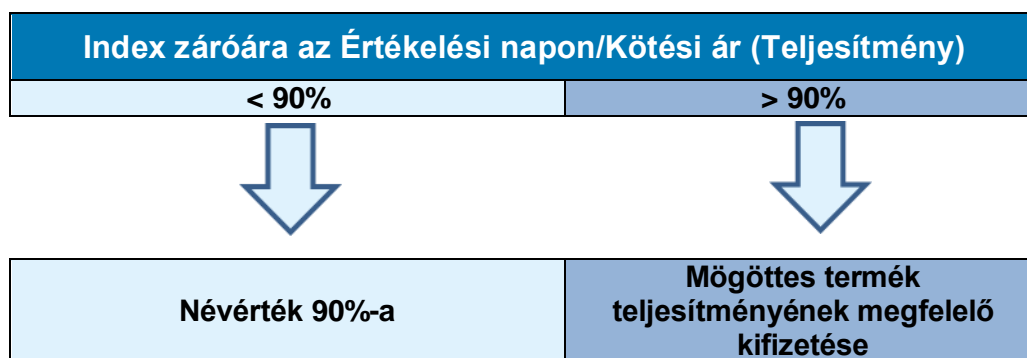 Index záróára az Értékelési napon/Kötési ár (Teljesítmény)
< 90%
> 90%
Névérték 90%-a
Mögöttes termék
teljesítményének megfelelő
kifizetése